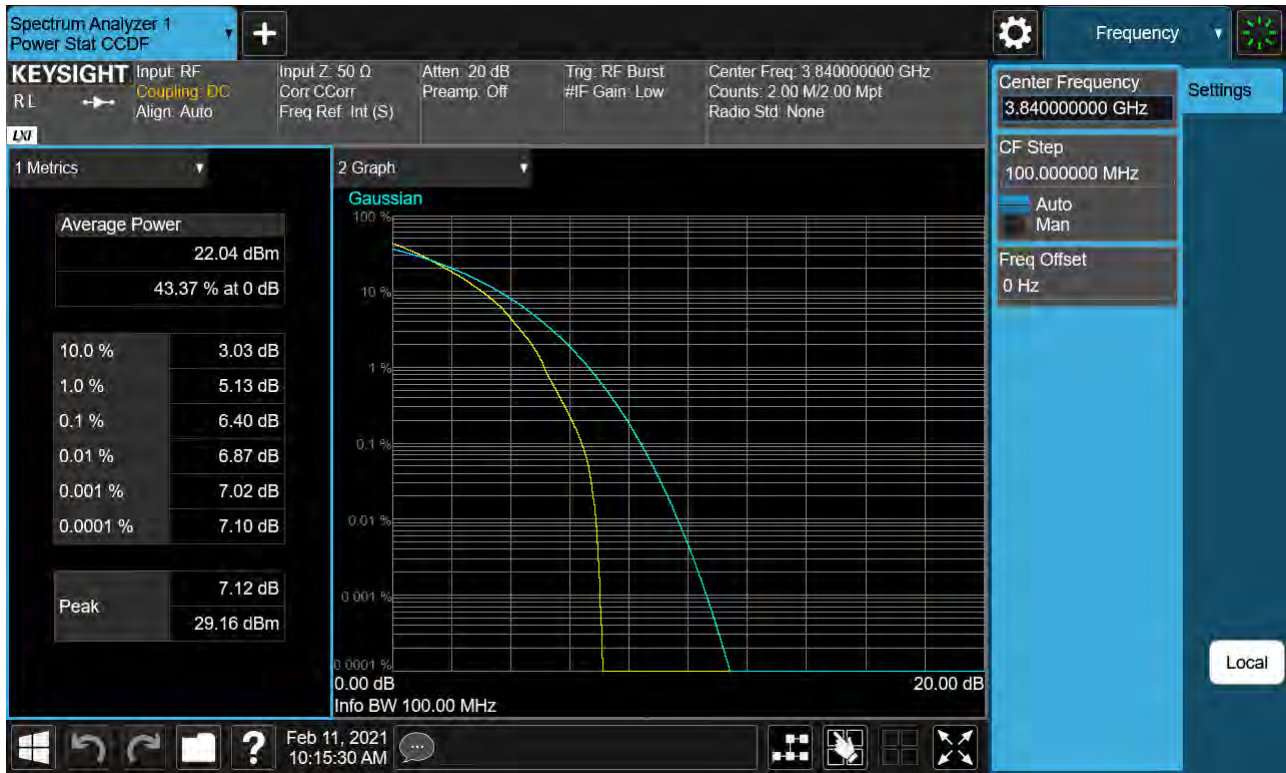 Spectrum Analyzer 1
Power Stat CCDF
+
Frequency
KEYSIGHT
RL
LXI
Input: RF
Coupling: DC
Align: Auto
Input Z: 50 Ω
Corr CCorr
Freq Ref: Int (S)
Atten: 20 dB
Preamp: Off
Trig: RF Burst
#IF Gain: Low
Center Freq: 3.840000000 GHz
Counts: 2.00 M/2.00 Mpt
Radio Std: None
Center Frequency
3.840000000 GHz
Settings
CF Step
100.000000 MHz
Auto
Man
Freq Offset
0 Hz
1 Metrics
Average Power
22.04 dBm
43.37 % at 0 dB
10.0 % 3.03 dB
1.0 % 5.13 dB
0.1 % 6.40 dB
0.01 % 6.87 dB
0.001 % 7.02 dB
0.0001 % 7.10 dB
Peak
7.12 dB
29.16 dBm
2 Graph
Gaussian
100 %
10 %
1 %
0.1 %
0.01 %
0.001 %
0.0001 %
0.00 dB 20.00 dB
Info BW 100.00 MHz
Local
?
Feb 11, 2021
10:15:30 AM